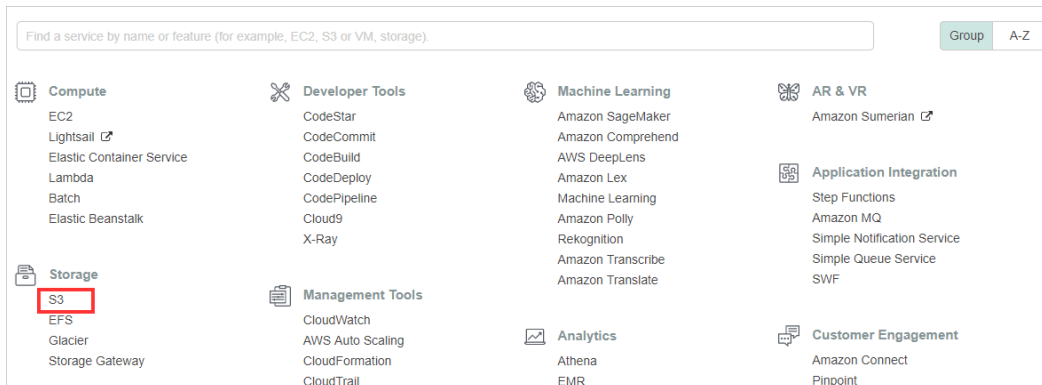 Find a service by name or feature (for example, EC2, S3 or VM, storage).
Group
A-Z
Compute
EC2
Lightsail
Elastic Container Service
Lambda
Batch
Elastic Beanstalk
Storage
S3
EFS
Glacier
Storage Gateway
Developer Tools
CodeStar
CodeCommit
CodeBuild
CodeDeploy
CodePipeline
Cloud9
X-Ray
Management Tools
CloudWatch
AWS Auto Scaling
CloudFormation
CloudTrail
Machine Learning
Amazon SageMaker
Amazon Comprehend
AWS DeepLens
Amazon Lex
Machine Learning
Amazon Polly
Rekognition
Amazon Transcribe
Amazon Translate
Analytics
Athena
EMR
AR & VR
Amazon Sumerian
Application Integration
Step Functions
Amazon MQ
Simple Notification Service
Simple Queue Service
SWF
Customer Engagement
Amazon Connect
Pinpoint